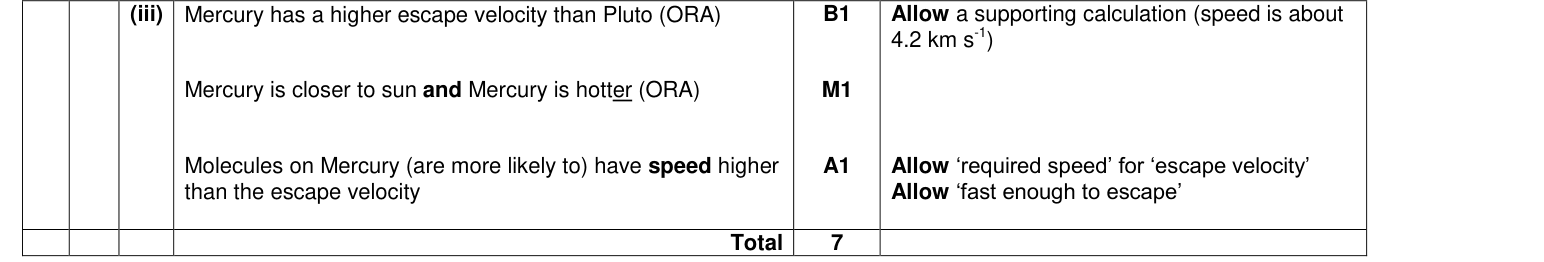 (iii) Mercury has a higher escape velocity than Pluto (ORA) B1 Allow a supporting calculation (speed is about
4.2 km s⁻¹)
Mercury is closer to sun and Mercury is hotter (ORA) M1
Molecules on Mercury (are more likely to) have speed higher A1 Allow ‘required speed’ for ‘escape velocity’
than the escape velocity Allow ‘fast enough to escape’
Total 7